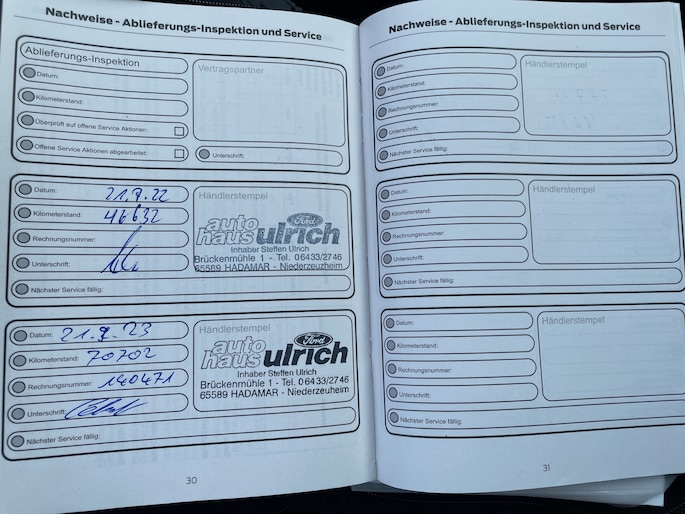 Nachweise - Ablieferungs-Inspektion und Service
Ablieferungs-Inspektion
Datum:
Kilometerstand:
Überprüft auf offene Service Aktionen:
Offene Service Aktionen abgearbeitet:
Vertragspartner
Unterschrift:
Datum: 21.9.22
Kilometerstand: 46632
Rechnungsnummer:
Unterschrift:
Nächster Service fällig:
Händlerstempel
auto haus ulrich
Ford
Inhaber Steffen Ulrich
Brückenmühle 1 - Tel. 06433/2746
65589 HADAMAR - Niederzeuzheim
Datum: 21.9.23
Kilometerstand: 70702
Rechnungsnummer: 140471
Unterschrift:
Nächster Service fällig:
Händlerstempel
auto haus ulrich
Ford
Inhaber Steffen Ulrich
Brückenmühle 1 - Tel. 06433/2746
65589 HADAMAR - Niederzeuheim
30
Nachweise - Ablieferungs-Inspektion und Service
Datum:
Kilometerstand:
Rechnungsnummer:
Unterschrift:
Nächster Service fällig:
Händlerstempel
Datum:
Kilometerstand:
Rechnungsnummer:
Unterschrift:
Nächster Service fällig:
Händlerstempel
Datum:
Kilometerstand:
Rechnungsnummer:
Unterschrift:
Nächster Service fällig:
Händlerstempel
31